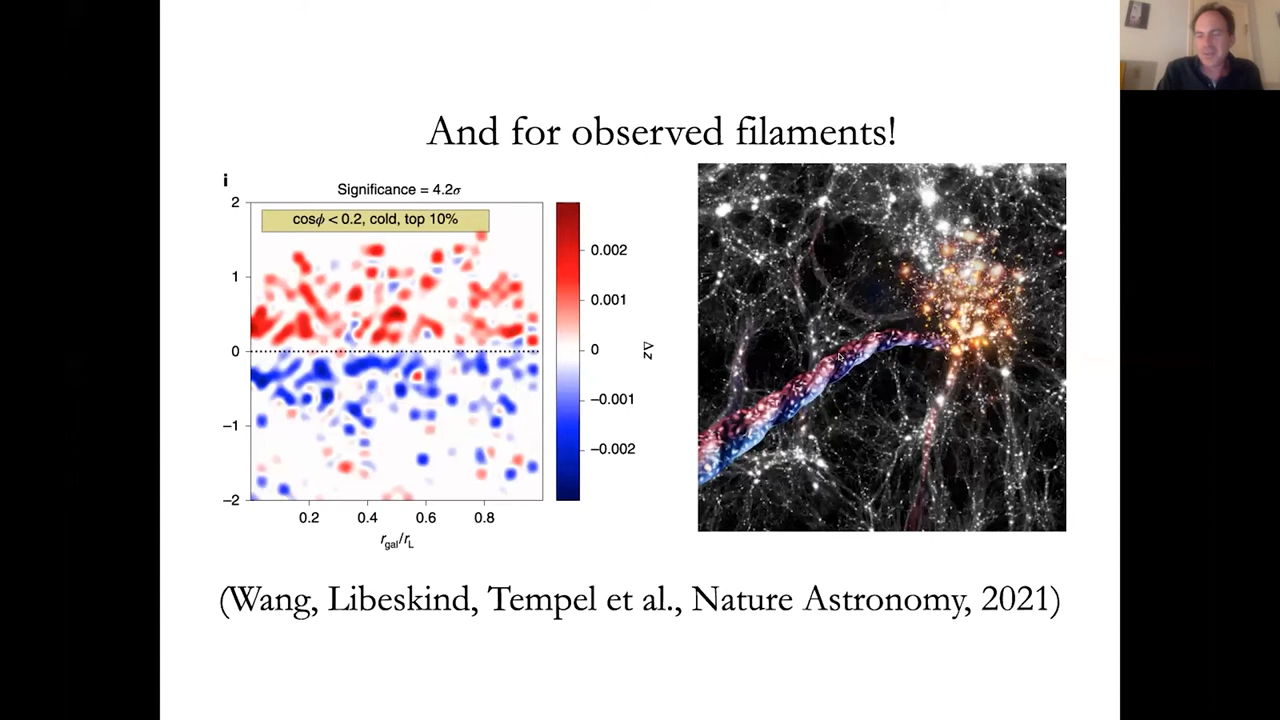 And for observed filaments!
i
Significance = 4.2σ
cosϕ < 0.2, cold, top 10%
2
1
0
−1
−2
0.2 0.4 0.6 0.8
r_gal/r_L
0.002
0.001
0
−0.001
−0.002
Δz
(Wang, Libeskind, Tempel et al., Nature Astronomy, 2021)